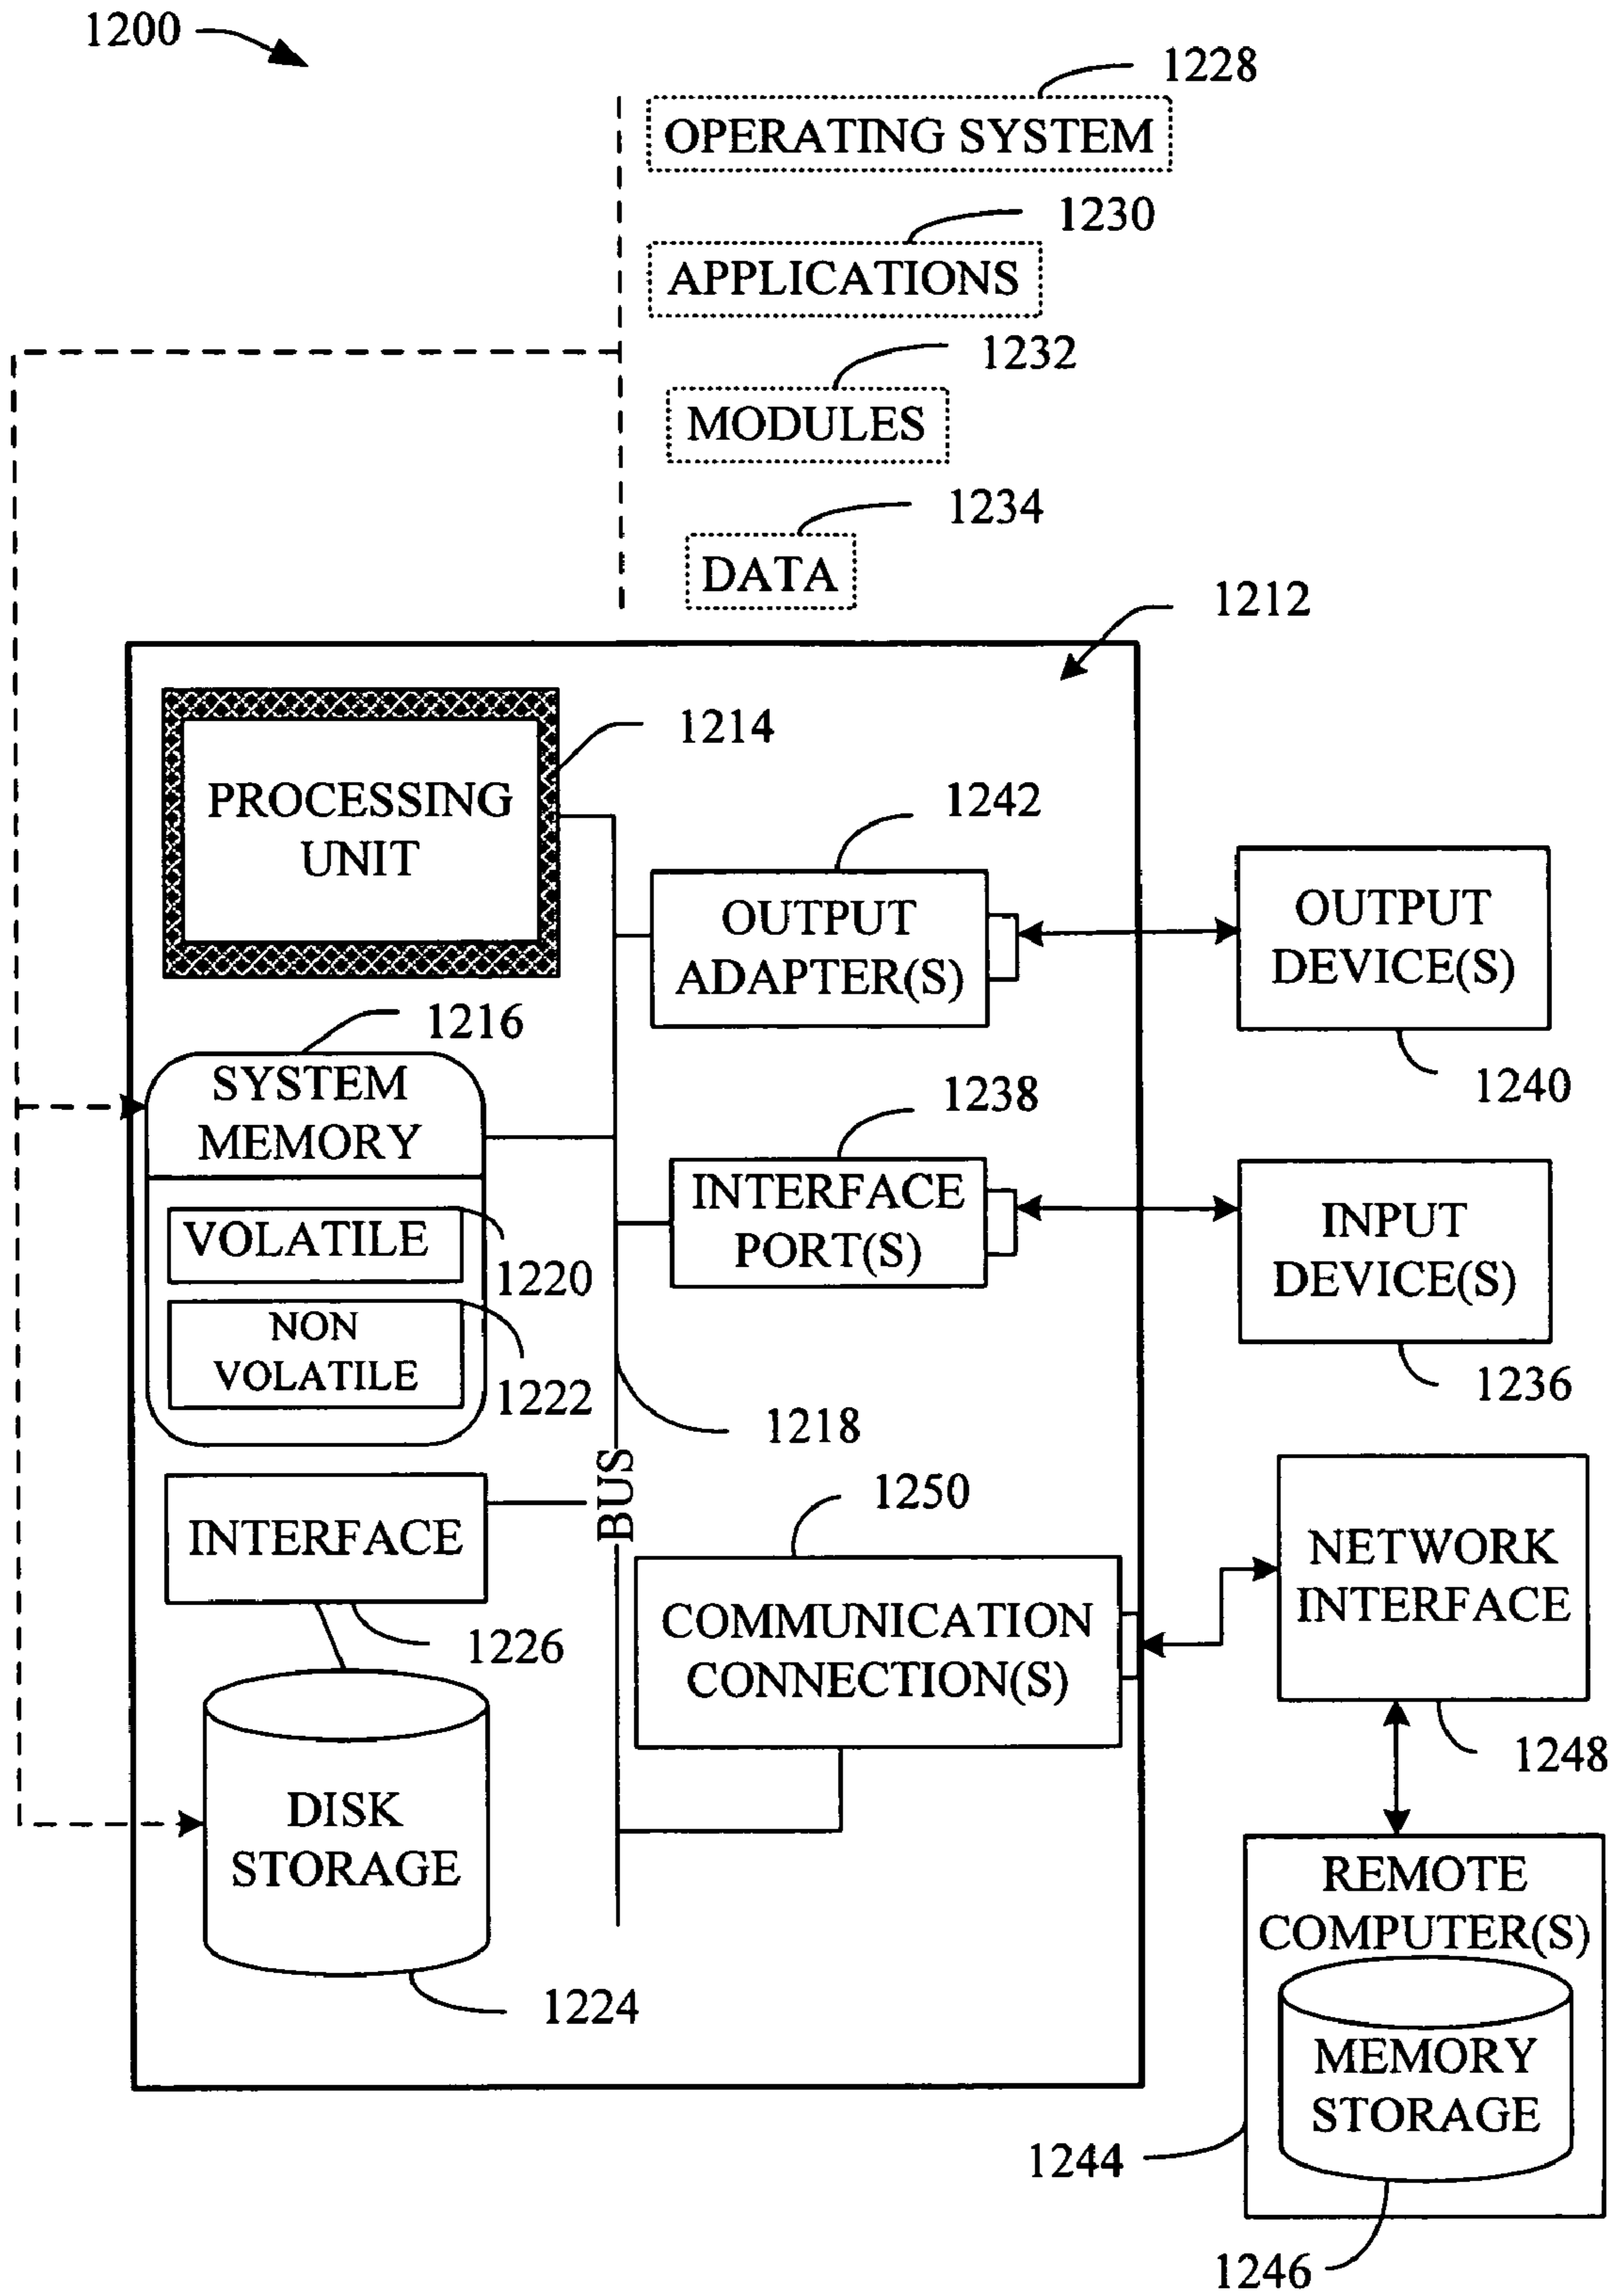 1200
1228
OPERATING SYSTEM
1230
APPLICATIONS
1232
MODULES
1234
DATA
1212
1214
PROCESSING
UNIT
1242
OUTPUT
ADAPTER(S)
OUTPUT
DEVICE(S)
1240
1216
SYSTEM
MEMORY
VOLATILE
1220
NON
VOLATILE
1222
1238
INTERFACE
PORT(S)
INPUT
DEVICE(S)
1236
1218
BUS
INTERFACE
1226
1250
COMMUNICATION
CONNECTION(S)
NETWORK
INTERFACE
1248
DISK
STORAGE
1224
REMOTE
COMPUTER(S)
MEMORY
STORAGE
1244
1246